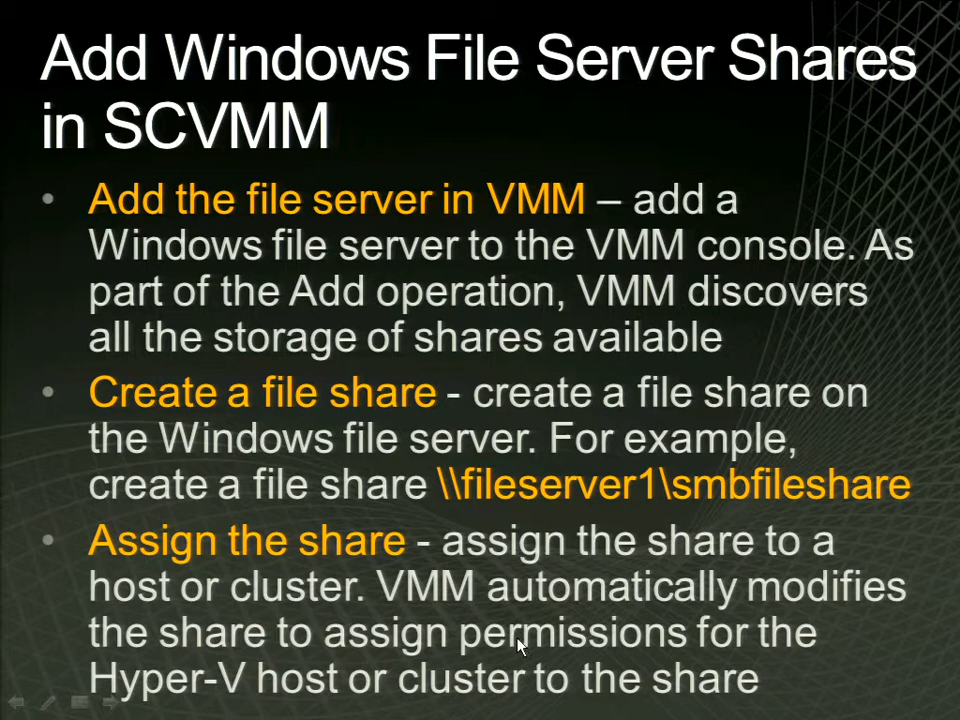 Add Windows File Server Shares
in SCVMM
• Add the file server in VMM – add a
Windows file server to the VMM console. As
part of the Add operation, VMM discovers
all the storage of shares available
• Create a file share - create a file share on
the Windows file server. For example,
create a file share \\fileserver1\smbfileshare
• Assign the share - assign the share to a
host or cluster. VMM automatically modifies
the share to assign permissions for the
Hyper-V host or cluster to the share